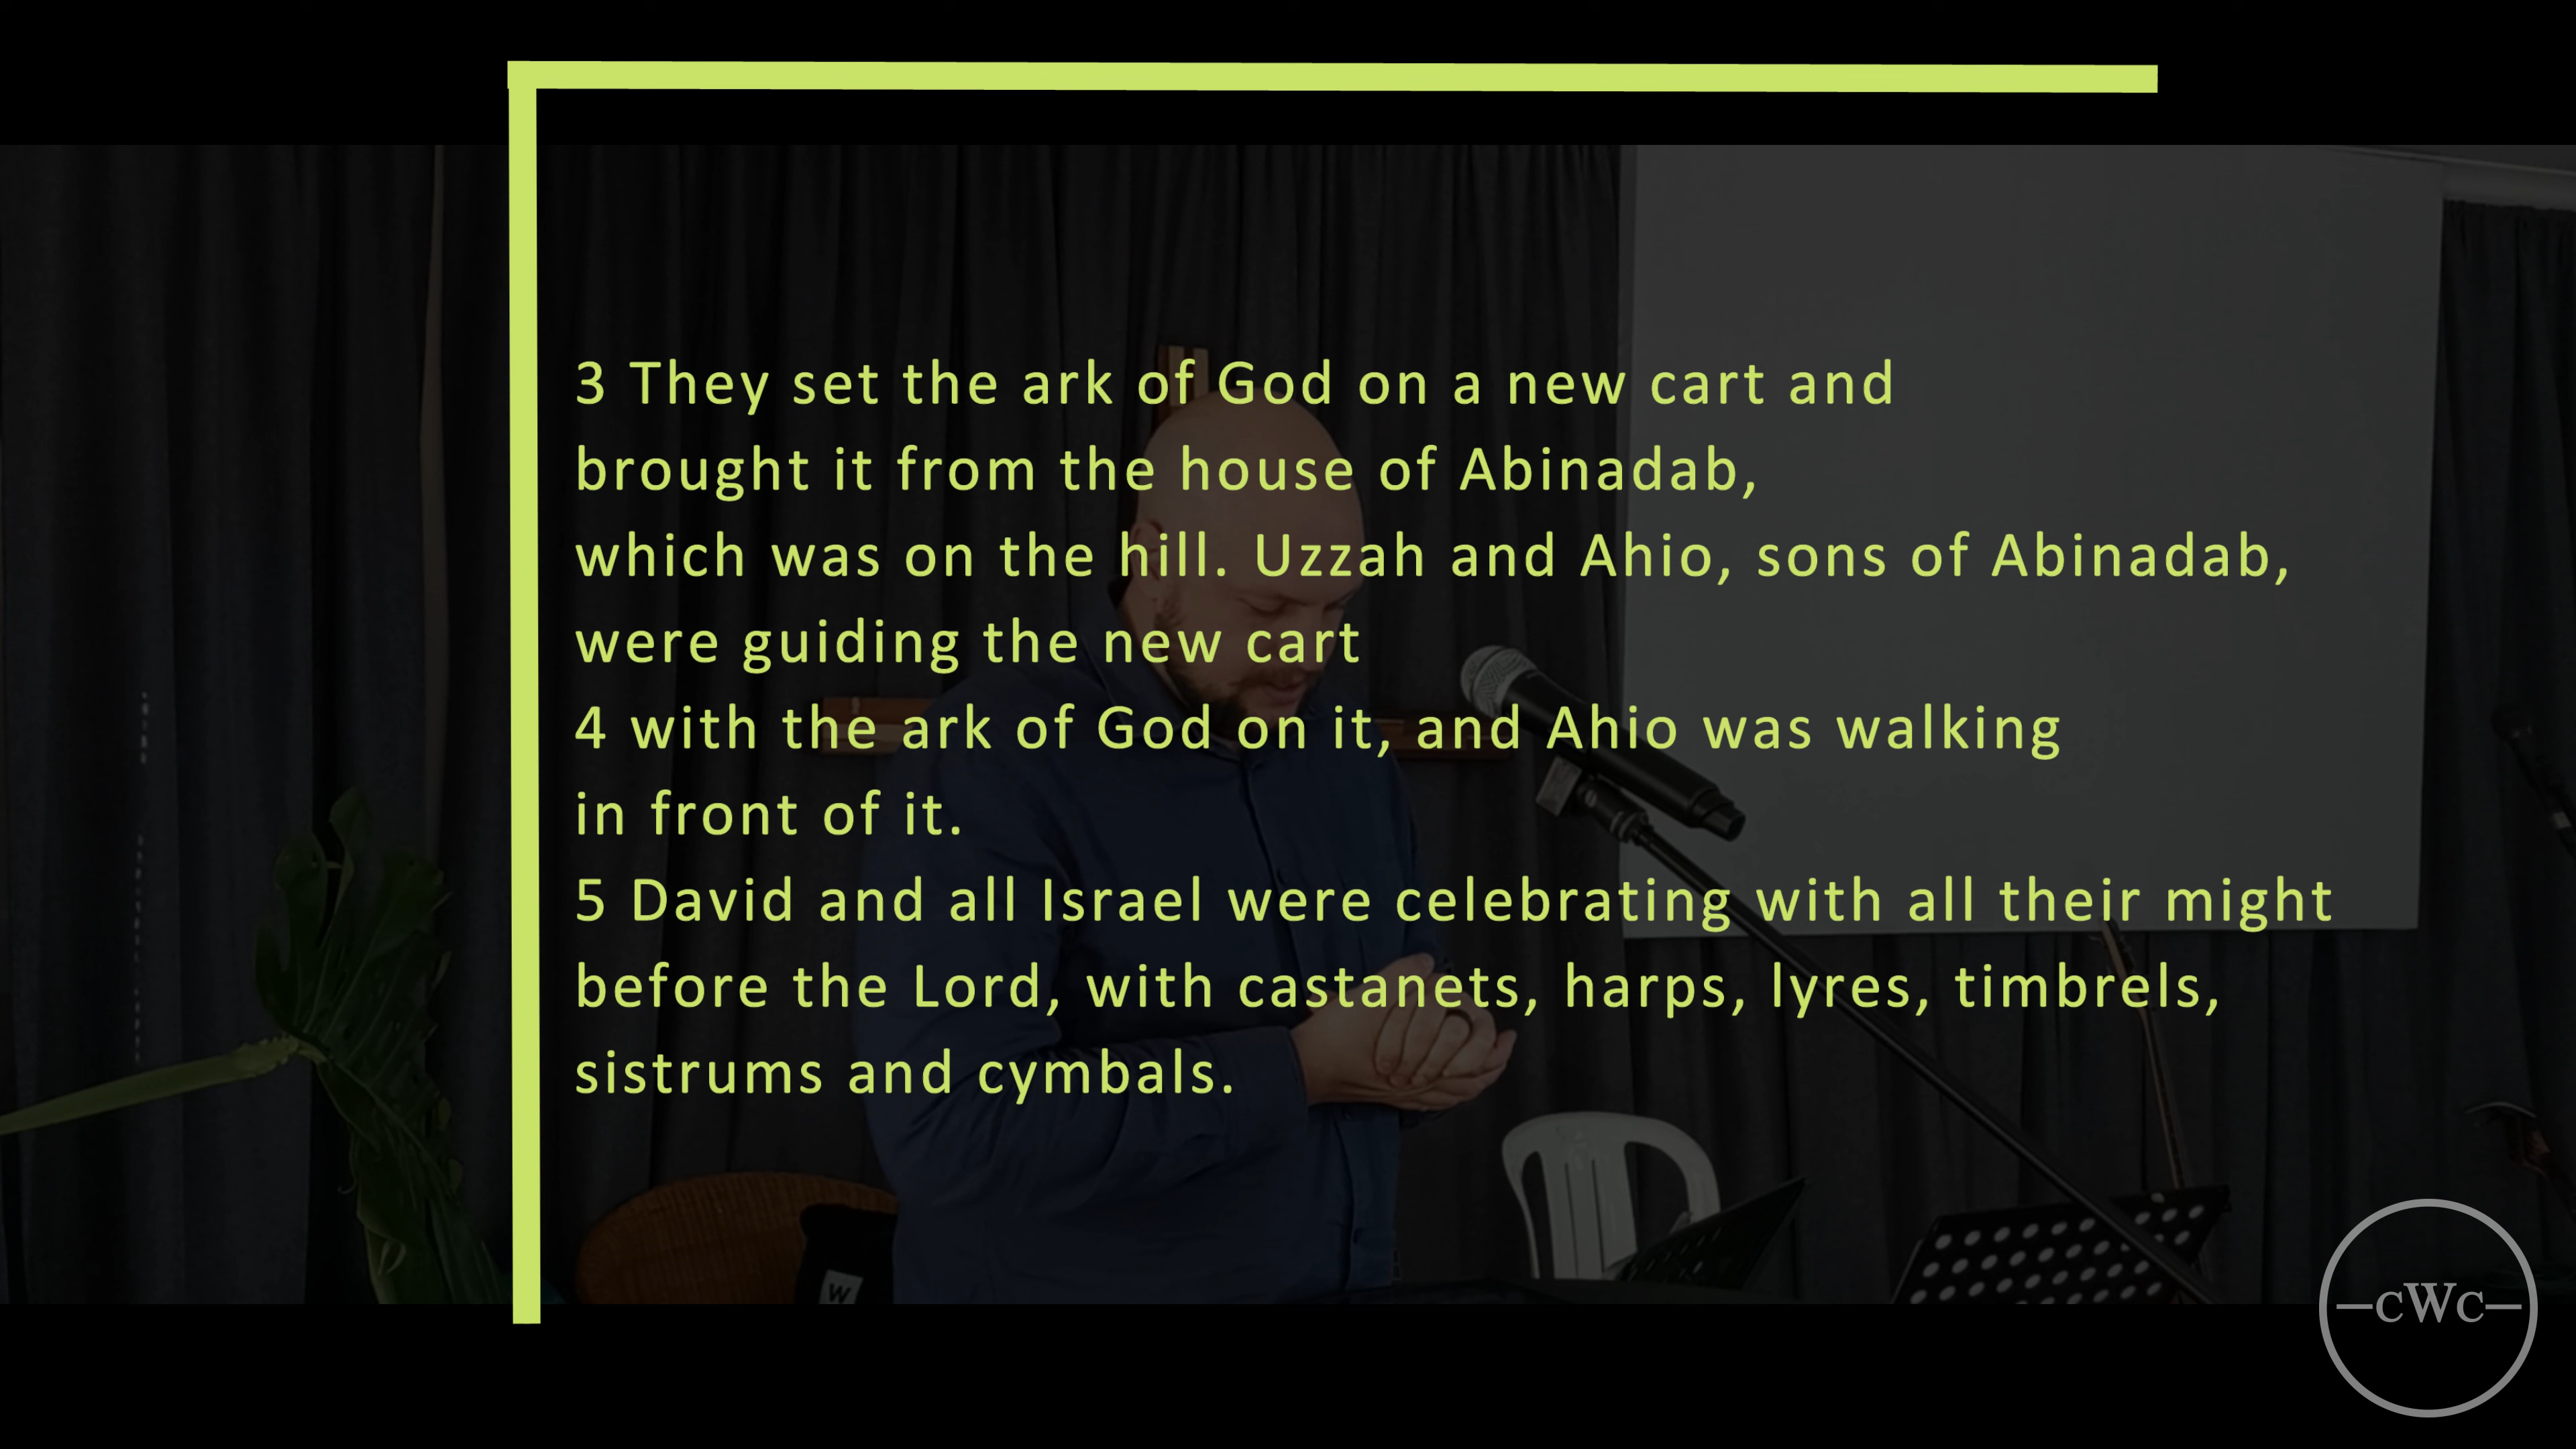 3 They set the ark of God on a new cart and
brought it from the house of Abinadab,
which was on the hill. Uzzah and Ahio, sons of Abinadab,
were guiding the new cart
4 with the ark of God on it, and Ahio was walking
in front of it.
5 David and all Israel were celebrating with all their might
before the Lord, with castanets, harps, lyres, timbrels,
sistrums and cymbals.
W
CWC